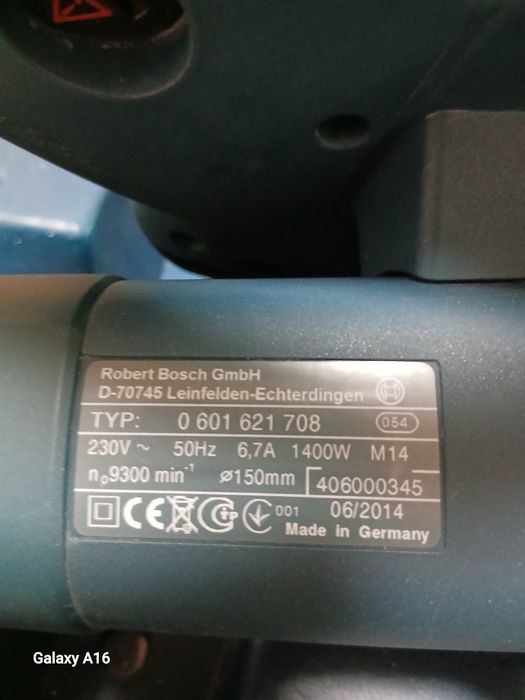 Robert Bosch GmbH
D-70745 Leinfelden-Echterdingen
TYP: 0 601 621 708 054
230V ~ 50Hz 6,7A 1400W M14
n₀9300 min⁻¹ ⌀150mm 406000345
CE 001 06/2014
Made in Germany
Galaxy A16